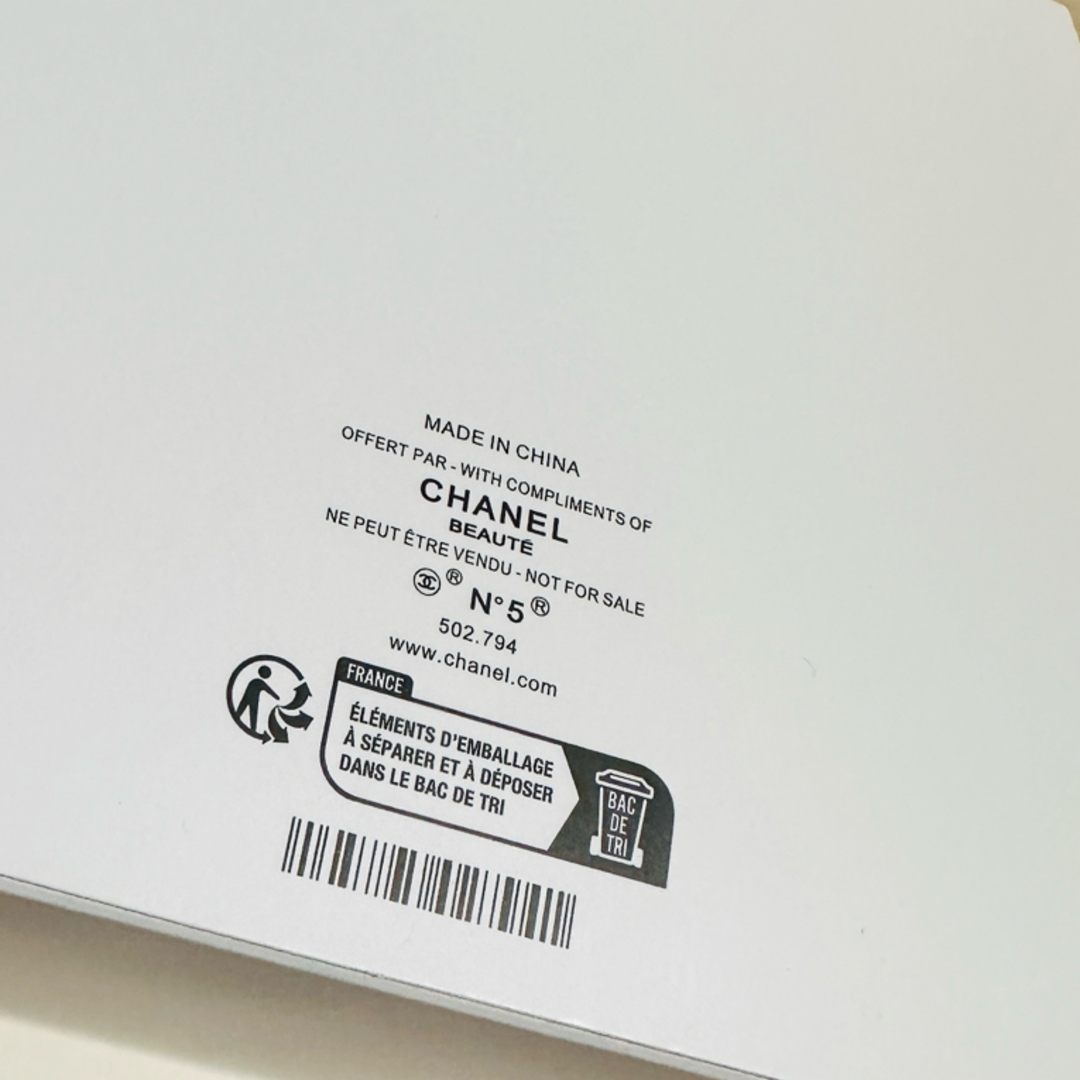 MADE IN CHINA
OFFERT PAR - WITH COMPLIMENTS OF
CHANEL
BEAUTÉ
NE PEUT ÊTRE VENDU - NOT FOR SALE
® N°5®
502.794
www.chanel.com
FRANCE
ÉLÉMENTS D'EMBALLAGE
À SÉPARER ET À DÉPOSER
DANS LE BAC DE TRI
BAC
DE
TRI